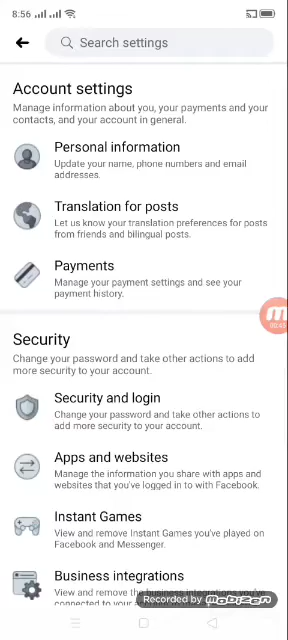 8:56
Search settings
Account settings
Manage information about you, your payments and your
contacts, and your account in general.
Personal information
Update your name, phone numbers and email
addresses.
Translation for posts
Let us know your translation preferences for posts
from friends and bilingual posts.
Payments
Manage your payment settings and see your
payment history.
Security
Change your password and take other actions to add
more security to your account.
Security and login
Change your password and take other actions to
add more security to your account.
Apps and websites
Manage the information you share with apps and
websites that you've logged in to with Facebook.
Instant Games
View and remove Instant Games you've played on
Facebook and Messenger.
Business integrations
View and remove the business integrations you've
connected to your
Recorded by mobizen